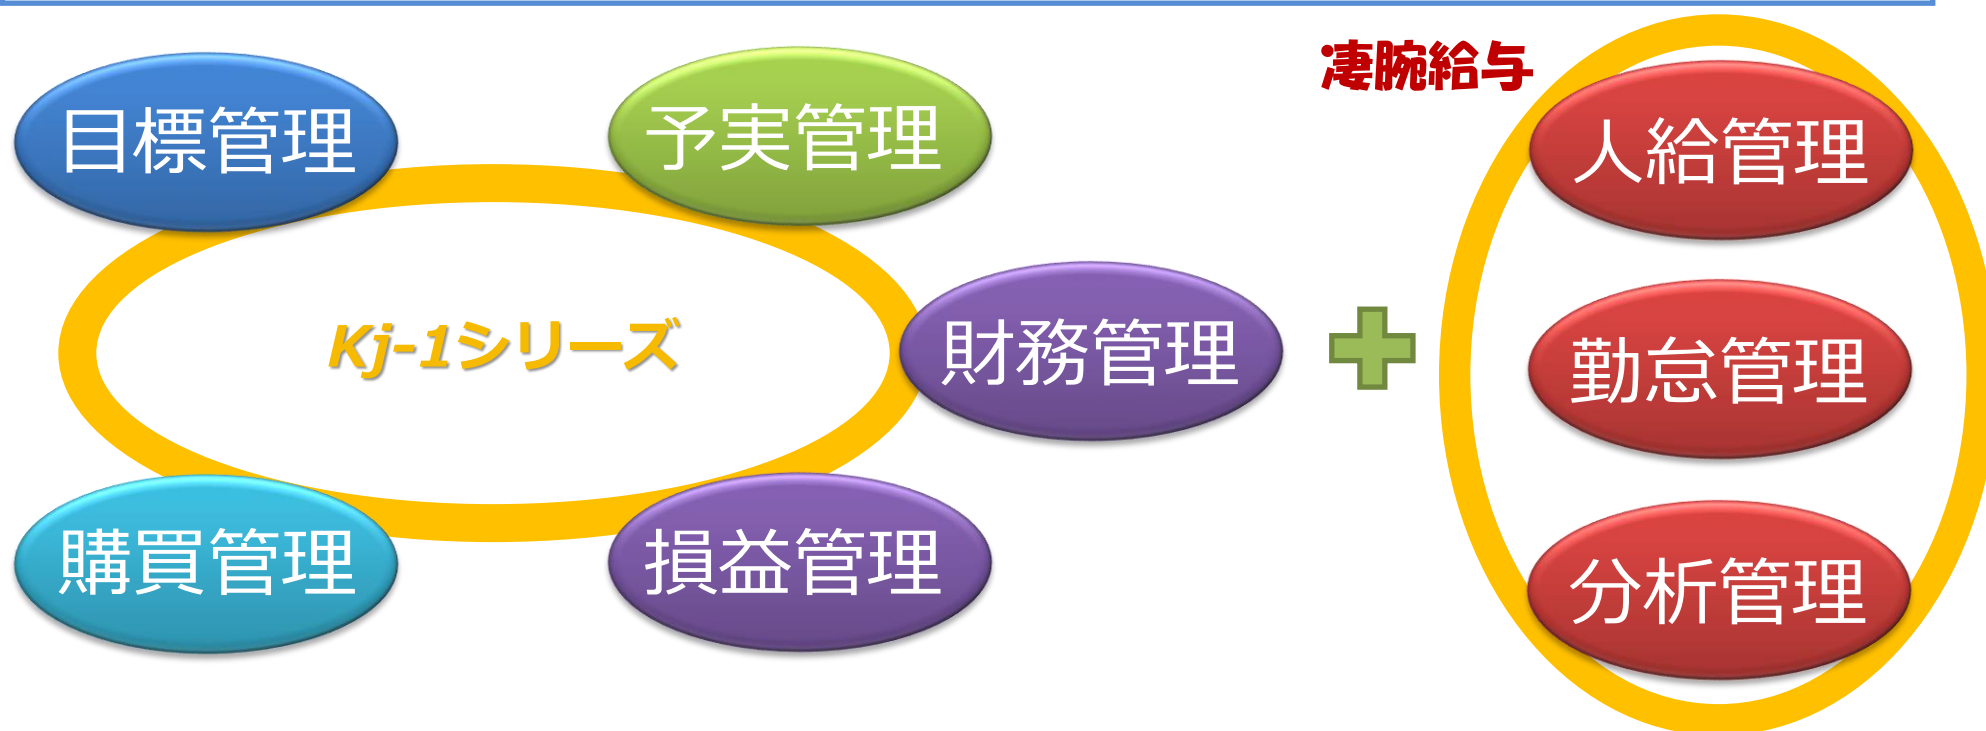 凄腕給与
目標管理
予実管理
人給管理
Kj-1シリーズ
財務管理
勤怠管理
購買管理
損益管理
分析管理